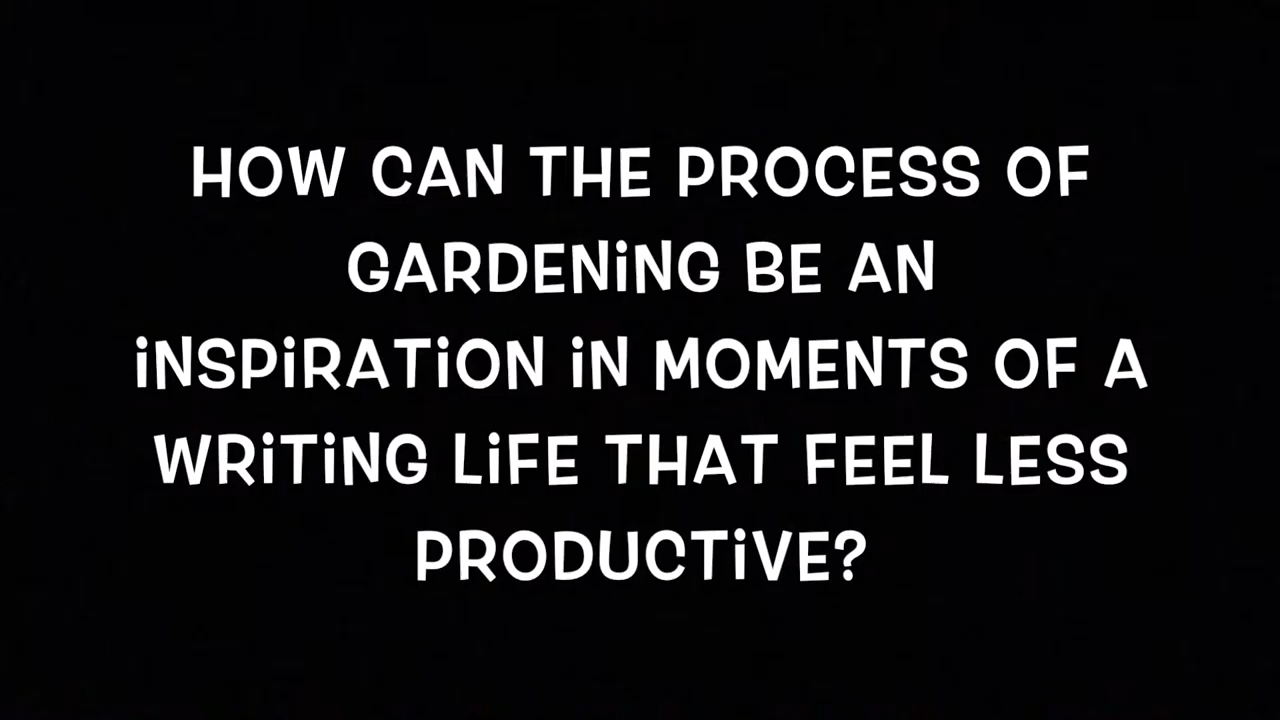 HOW CAN THE PROCESS OF
GARDENiNG BE AN
iNSPiRATiON iN MOMENTS OF A
WRiTiNG LiFE THAT FEEL LESS
PRODUCTiVE?